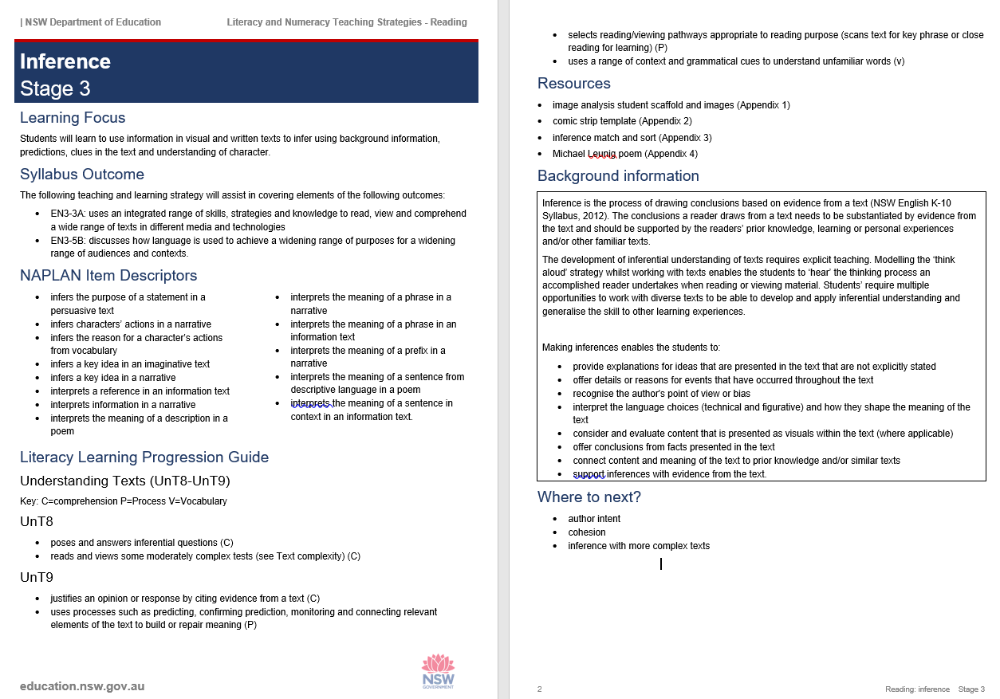 | NSW Department of Education Literacy and Numeracy Teaching Strategies - Reading
Inference
Stage 3
Learning Focus
Students will learn to use information in visual and written texts to infer using background information,
predictions, clues in the text and understanding of character.
Syllabus Outcome
The following teaching and learning strategy will assist in covering elements of the following outcomes:
• EN3-3A: uses an integrated range of skills, strategies and knowledge to read, view and comprehend
a wide range of texts in different media and technologies
• EN3-5B: discusses how language is used to achieve a widening range of purposes for a widening
range of audiences and contexts.
NAPLAN Item Descriptors
• infers the purpose of a statement in a
persuasive text
• infers characters' actions in a narrative
• infers the reason for a character's actions
from vocabulary
• infers a key idea in an imaginative text
• infers a key idea in a narrative
• interprets a reference in an information text
• interprets information in a narrative
• interprets the meaning of a description in a
poem
• interprets the meaning of a phrase in a
narrative
• interprets the meaning of a phrase in an
information text
• interprets the meaning of a prefix in a
narrative
• interprets the meaning of a sentence from
descriptive language in a poem
• interprets the meaning of a sentence in
context in an information text.
Literacy Learning Progression Guide
Understanding Texts (UnT8-UnT9)
Key: C=comprehension P=Process V=Vocabulary
UnT8
• poses and answers inferential questions (C)
• reads and views some moderately complex tests (see Text complexity) (C)
UnT9
• justifies an opinion or response by citing evidence from a text (C)
• uses processes such as predicting, confirming prediction, monitoring and connecting relevant
elements of the text to build or repair meaning (P)
education.nsw.gov.au
NSW
GOVERNMENT
• selects reading/viewing pathways appropriate to reading purpose (scans text for key phrase or close
reading for learning) (P)
• uses a range of context and grammatical cues to understand unfamiliar words (v)
Resources
• image analysis student scaffold and images (Appendix 1)
• comic strip template (Appendix 2)
• inference match and sort (Appendix 3)
• Michael Leunig poem (Appendix 4)
Background information
Inference is the process of drawing conclusions based on evidence from a text (NSW English K-10
Syllabus, 2012). The conclusions a reader draws from a text needs to be substantiated by evidence from
the text and should be supported by the readers' prior knowledge, learning or personal experiences
and/or other familiar texts.
The development of inferential understanding of texts requires explicit teaching. Modelling the 'think
aloud' strategy whilst working with texts enables the students to 'hear' the thinking process an
accomplished reader undertakes when reading or viewing material. Students' require multiple
opportunities to work with diverse texts to be able to develop and apply inferential understanding and
generalise the skill to other learning experiences.
Making inferences enables the students to:
• provide explanations for ideas that are presented in the text that are not explicitly stated
• offer details or reasons for events that have occurred throughout the text
• recognise the author's point of view or bias
• interpret the language choices (technical and figurative) and how they shape the meaning of the
text
• consider and evaluate content that is presented as visuals within the text (where applicable)
• offer conclusions from facts presented in the text
• connect content and meaning of the text to prior knowledge and/or similar texts
• support inferences with evidence from the text.
Where to next?
• author intent
• cohesion
• inference with more complex texts
2 Reading: inference Stage 3